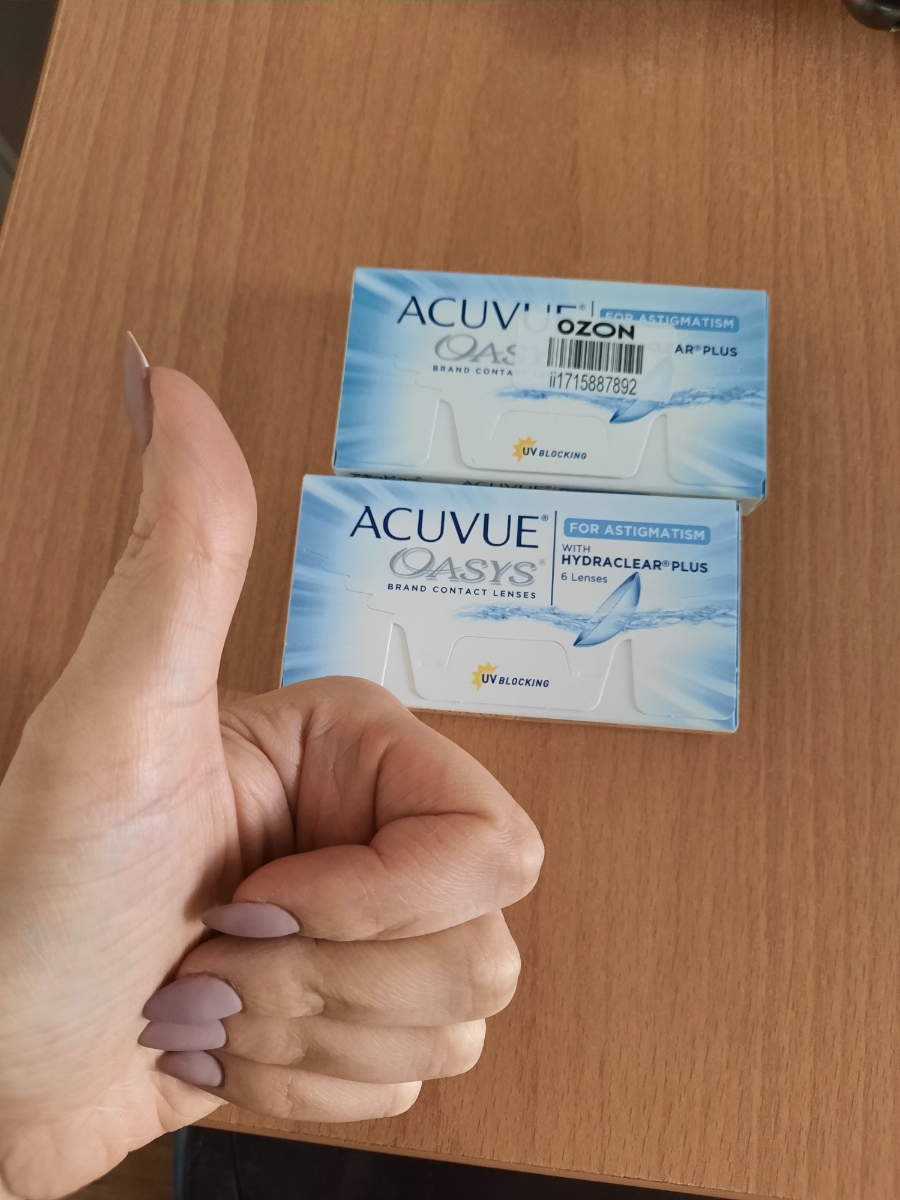 ACUVUE® FOR ASTIGMATISM
OZON
AR® PLUS
BRAND CONTA
ii1715887892
UV BLOCKING
ACUVUE®
FOR ASTIGMATISM
OASYS®
WITH
HYDRACLEAR® PLUS
6 Lenses
BRAND CONTACT LENSES
UV BLOCKING